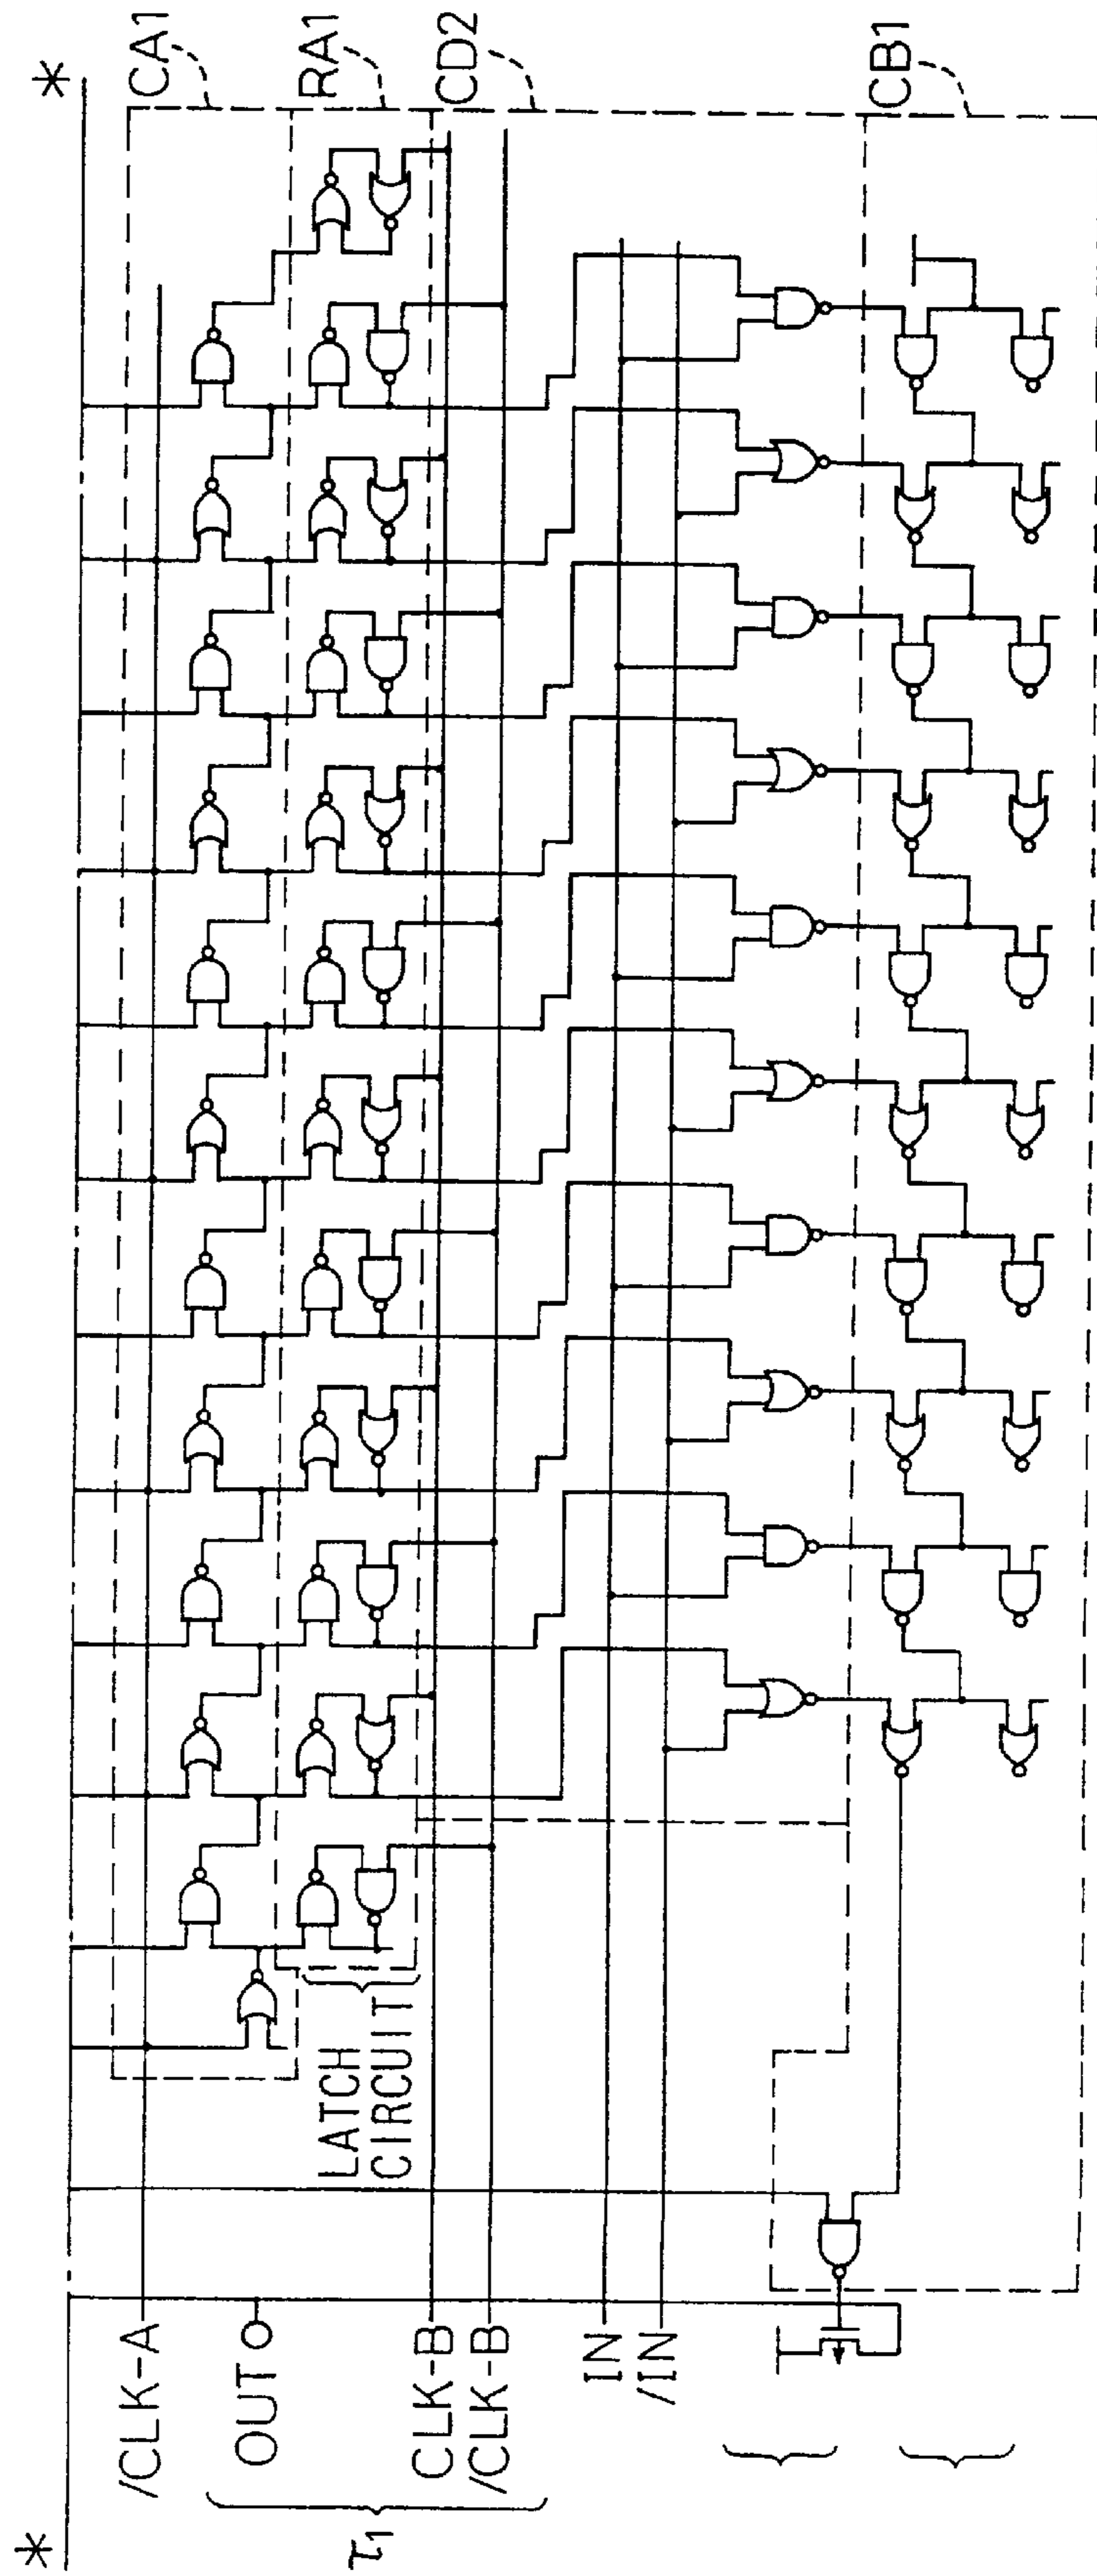 *
*
CA1
RA1
CD2
CB1
/CLK-A
OUT
τ1
CLK-B
/CLK-B
LATCH
CIRCUIT
IN
/IN